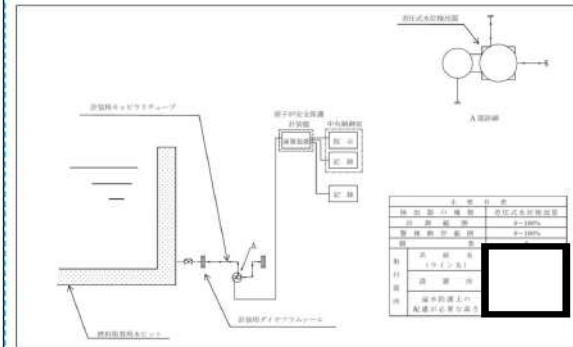 差圧式水位検出器
A部詳細
計装用キャピラリチューブ
原子炉安全保護
計装盤
中央制御室
演算装置
指示
記録
記録
A
計装用ダイヤフラムシール
燃料取替用水ピット
主要目表
検出器の種類 差圧式水位検出器
計測範囲 0~100%
警報動作範囲 0~100%
個数
取付箇所
系統名
(ライン名)
設置床
溢水防護上の
配慮が必要な高さ